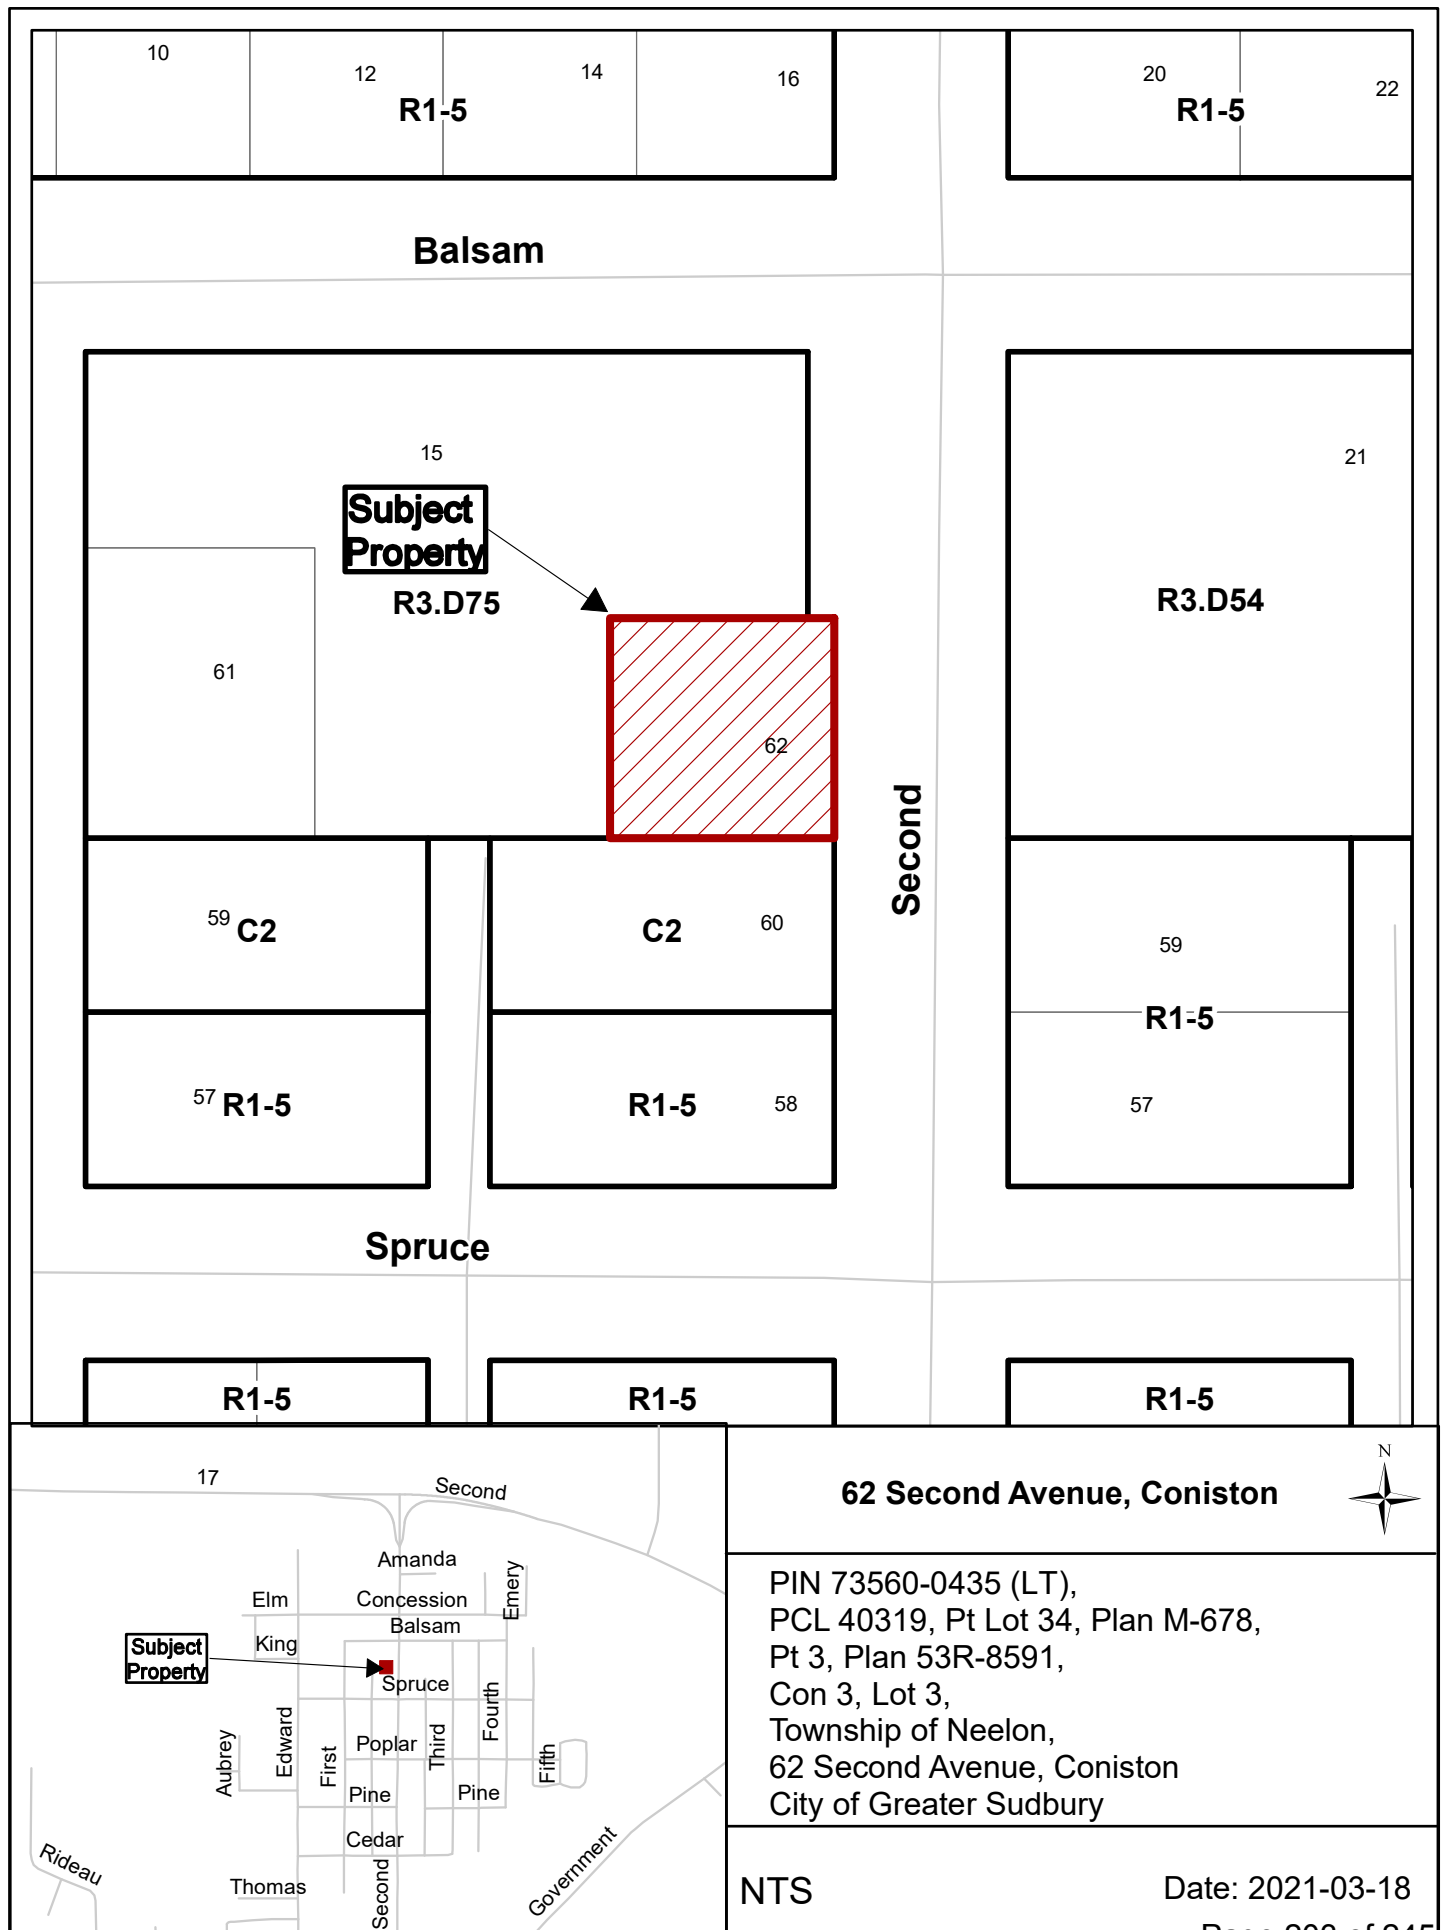 10
12
14
16
20
22
R1-5
R1-5
Balsam
15
21
Subject
Property
R3.D75
R3.D54
61
62
Second
59 C2
C2 60
59
R1-5
57 R1-5
R1-5 58
57
Spruce
R1-5
R1-5
R1-5
17
Second
Amanda
Elm
Concession
Emery
Balsam
King
Subject
Property
Spruce
Fourth
Edward
Aubrey
First
Poplar
Third
Fifth
Pine
Pine
Cedar
Rideau
Thomas
Second
Government
62 Second Avenue, Coniston
N
PIN 73560-0435 (LT),
PCL 40319, Pt Lot 34, Plan M-678,
Pt 3, Plan 53R-8591,
Con 3, Lot 3,
Township of Neelon,
62 Second Avenue, Coniston
City of Greater Sudbury
NTS
Date: 2021-03-18